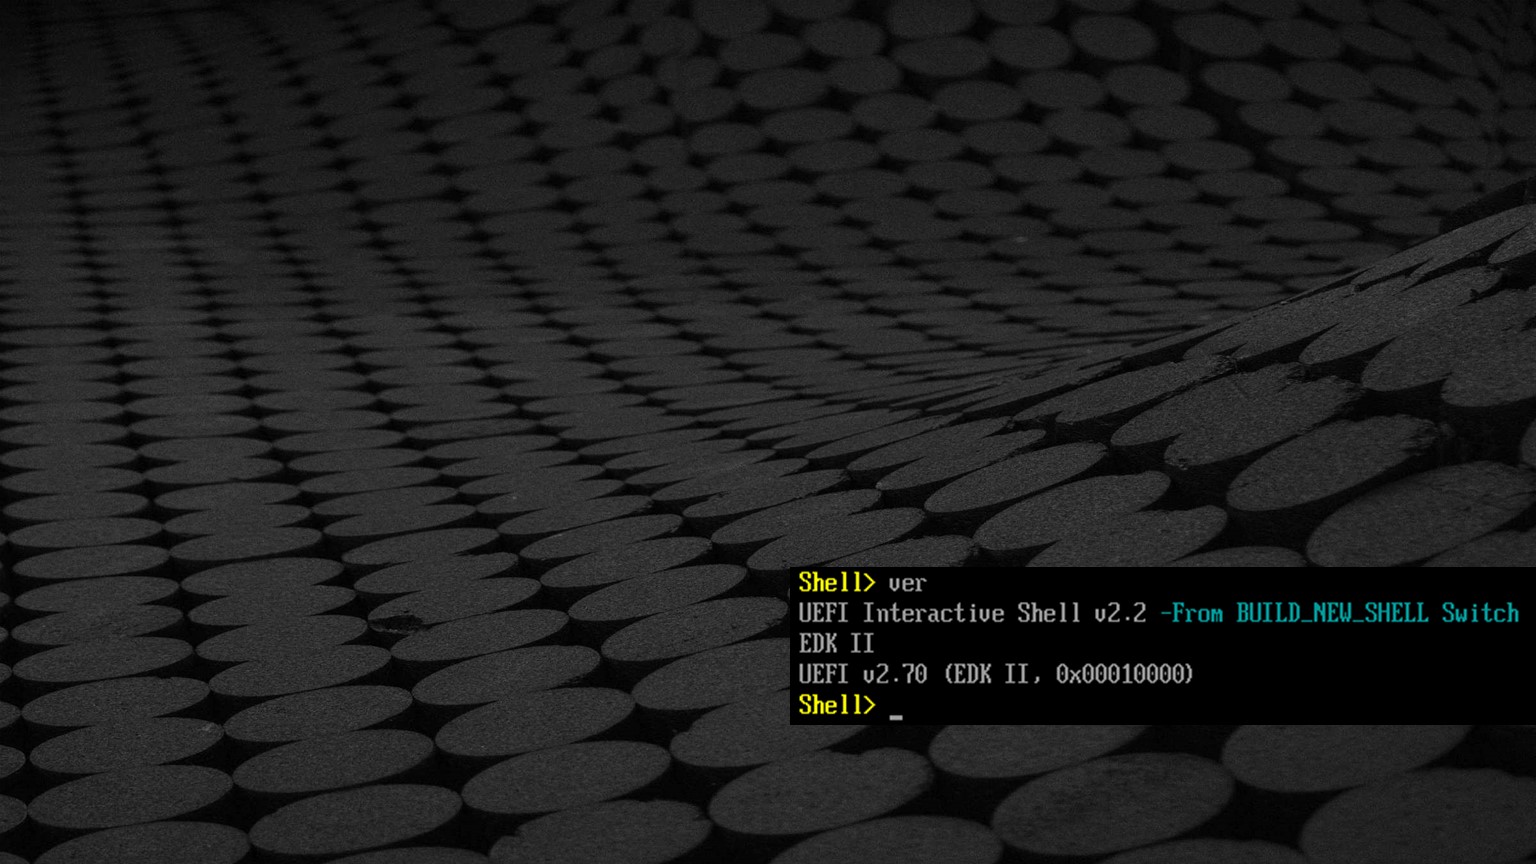 Shell> ver
UEFI Interactive Shell v2.2 -From BUILD_NEW_SHELL Switch
EDK II
UEFI v2.70 (EDK II, 0x00010000)
Shell> _